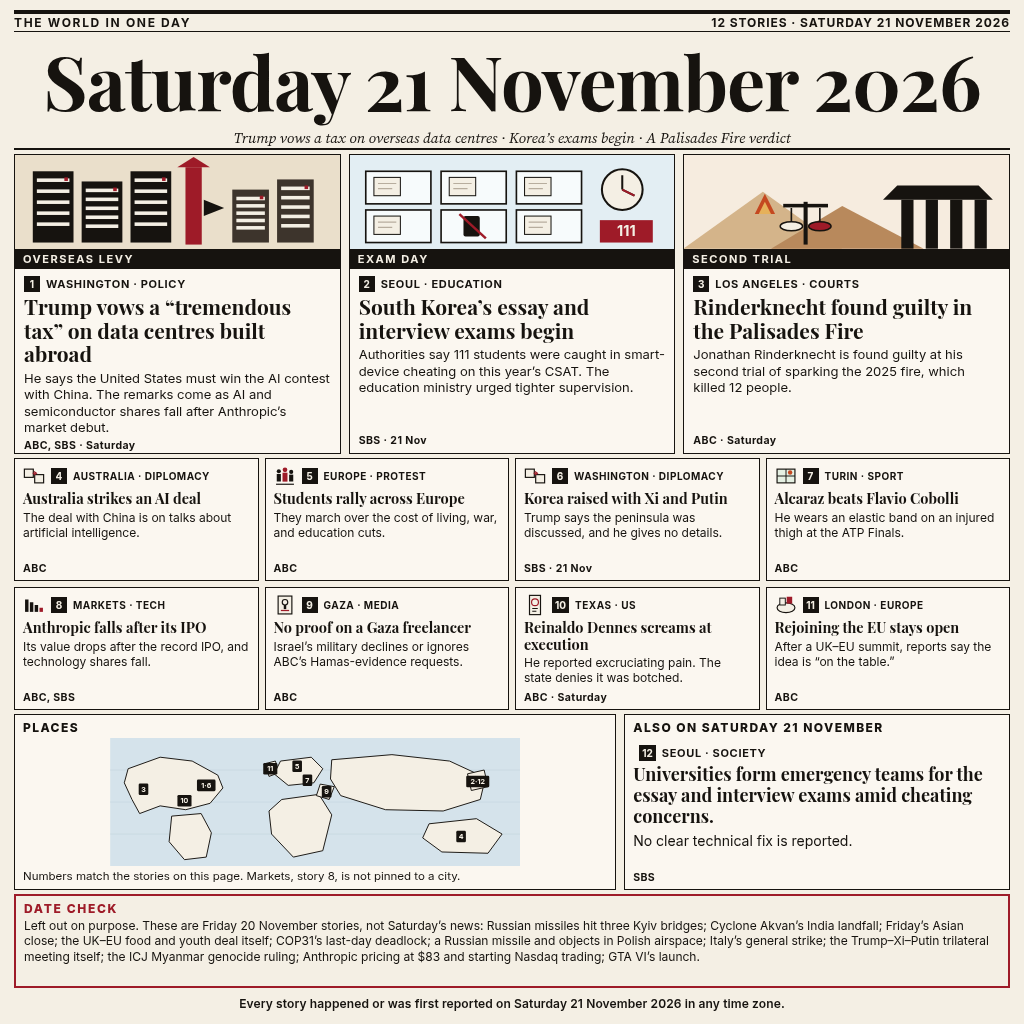 THE WORLD IN ONE DAY
12 STORIES · SATURDAY 21 NOVEMBER 2026
Saturday 21 November 2026
Trump vows a tax on overseas data centres · Korea’s exams begin · A Palisades Fire verdict
OVERSEAS LEVY
1 WASHINGTON · POLICY
Trump vows a “tremendous
tax” on data centres built
abroad
He says the United States must win the AI contest
with China. The remarks come as AI and
semiconductor shares fall after Anthropic’s
market debut.
ABC, SBS · Saturday
111
EXAM DAY
2 SEOUL · EDUCATION
South Korea’s essay and
interview exams begin
Authorities say 111 students were caught in smart-
device cheating on this year’s CSAT. The
education ministry urged tighter supervision.
SBS · 21 Nov
SECOND TRIAL
3 LOS ANGELES · COURTS
Rinderknecht found guilty in
the Palisades Fire
Jonathan Rinderknecht is found guilty at his
second trial of sparking the 2025 fire, which
killed 12 people.
ABC · Saturday
4 AUSTRALIA · DIPLOMACY
Australia strikes an AI deal
The deal with China is on talks about
artificial intelligence.
ABC
5 EUROPE · PROTEST
Students rally across Europe
They march over the cost of living, war,
and education cuts.
ABC
6 WASHINGTON · DIPLOMACY
Korea raised with Xi and Putin
Trump says the peninsula was
discussed, and he gives no details.
SBS · 21 Nov
7 TURIN · SPORT
Alcaraz beats Flavio Cobolli
He wears an elastic band on an injured
thigh at the ATP Finals.
ABC
8 MARKETS · TECH
Anthropic falls after its IPO
Its value drops after the record IPO, and
technology shares fall.
ABC, SBS
9 GAZA · MEDIA
No proof on a Gaza freelancer
Israel’s military declines or ignores
ABC’s Hamas-evidence requests.
ABC
10 TEXAS · US
Reinaldo Dennes screams at
execution
He reported excruciating pain. The
state denies it was botched.
ABC · Saturday
11 LONDON · EUROPE
Rejoining the EU stays open
After a UK–EU summit, reports say the
idea is “on the table.”
ABC
PLACES
3
1·6
10
11
5
7
9
2·12
4
Numbers match the stories on this page. Markets, story 8, is not pinned to a city.
ALSO ON SATURDAY 21 NOVEMBER
12 SEOUL · SOCIETY
Universities form emergency teams for the
essay and interview exams amid cheating
concerns.
No clear technical fix is reported.
SBS
DATE CHECK
Left out on purpose. These are Friday 20 November stories, not Saturday’s news: Russian missiles hit three Kyiv bridges; Cyclone Akvan’s India landfall; Friday’s Asian
close; the UK–EU food and youth deal itself; COP31’s last-day deadlock; a Russian missile and objects in Polish airspace; Italy’s general strike; the Trump–Xi–Putin trilateral
meeting itself; the ICJ Myanmar genocide ruling; Anthropic pricing at $83 and starting Nasdaq trading; GTA VI’s launch.
Every story happened or was first reported on Saturday 21 November 2026 in any time zone.